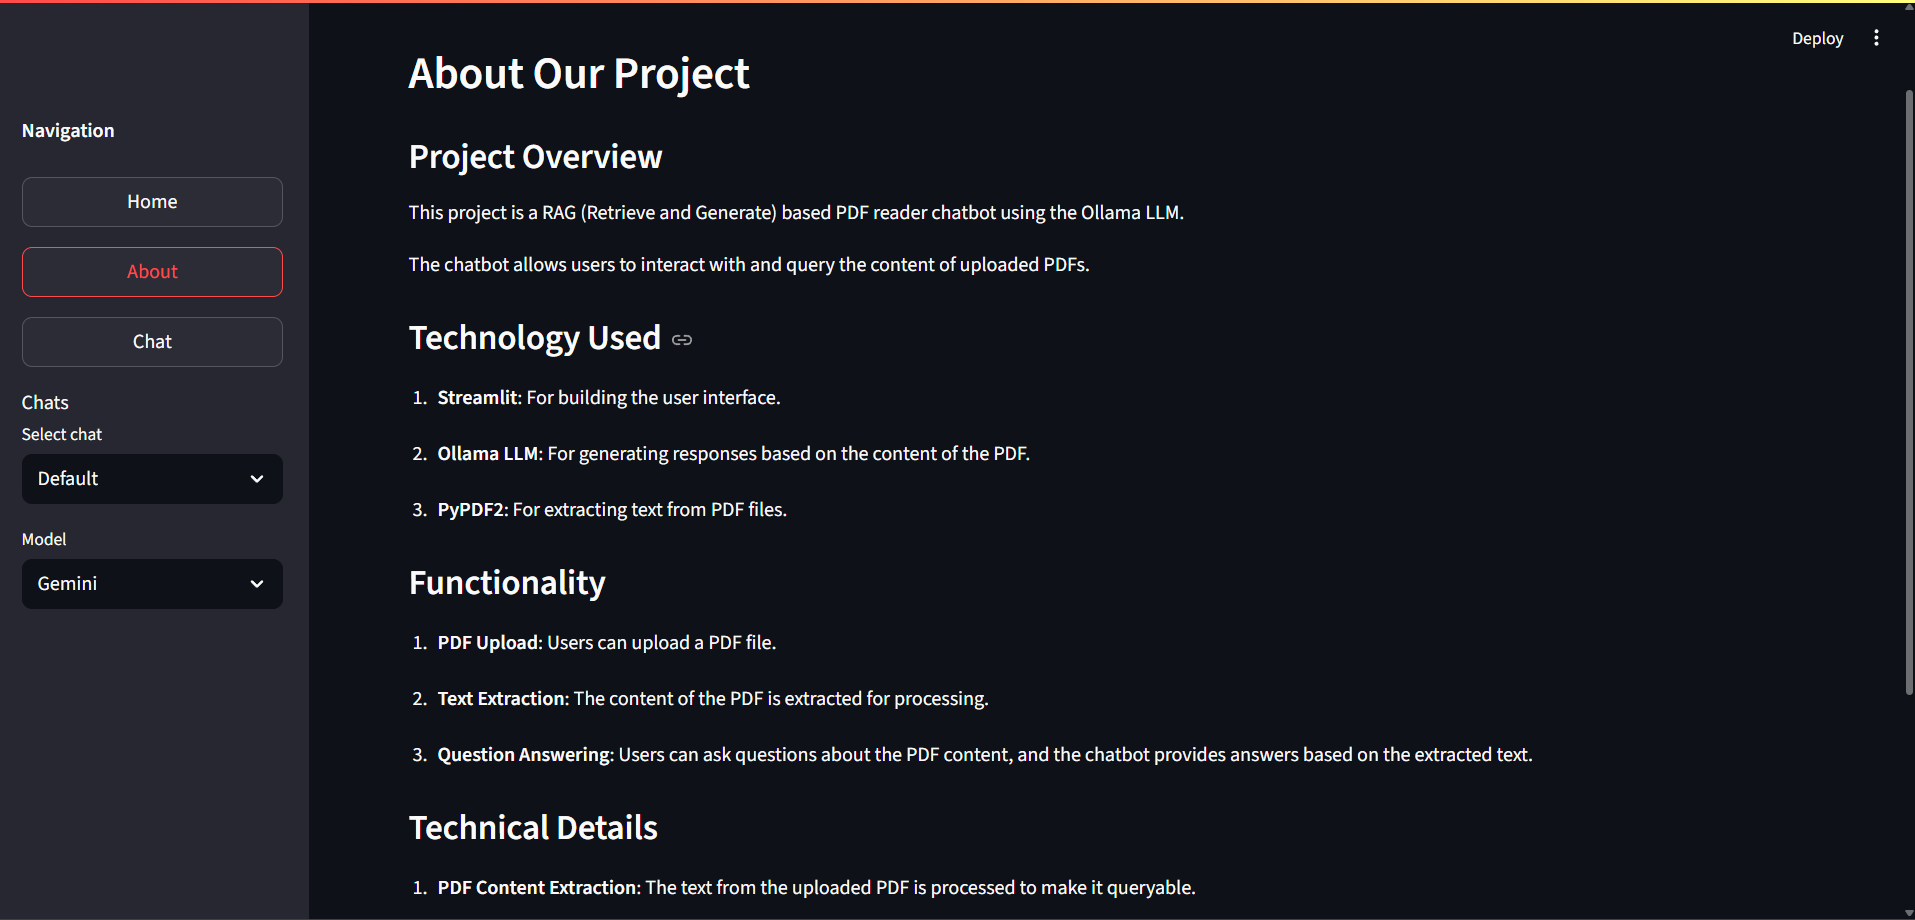 Deploy
Navigation
Home
About
Chat
Chats
Select chat
Default
Model
Gemini
About Our Project
Project Overview
This project is a RAG (Retrieve and Generate) based PDF reader chatbot using the Ollama LLM.
The chatbot allows users to interact with and query the content of uploaded PDFs.
Technology Used
1. Streamlit: For building the user interface.
2. Ollama LLM: For generating responses based on the content of the PDF.
3. PyPDF2: For extracting text from PDF files.
Functionality
1. PDF Upload: Users can upload a PDF file.
2. Text Extraction: The content of the PDF is extracted for processing.
3. Question Answering: Users can ask questions about the PDF content, and the chatbot provides answers based on the extracted text.
Technical Details
1. PDF Content Extraction: The text from the uploaded PDF is processed to make it queryable.